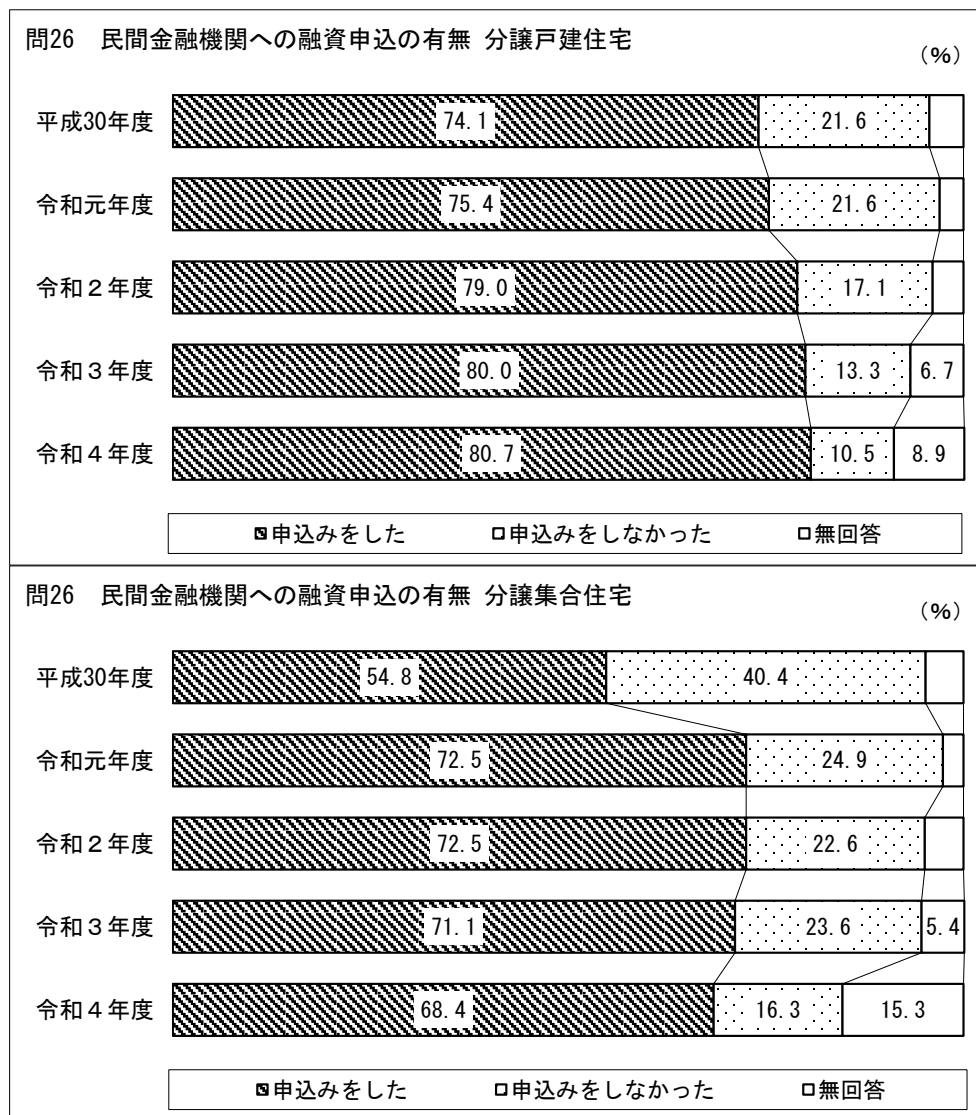 問26　民間金融機関への融資申込の有無 分譲戸建住宅
（％）
平成30年度 74.1 21.6
令和元年度 75.4 21.6
令和２年度 79.0 17.1
令和３年度 80.0 13.3 6.7
令和４年度 80.7 10.5 8.9
申込みをした 申込みをしなかった 無回答
問26　民間金融機関への融資申込の有無 分譲集合住宅
（％）
平成30年度 54.8 40.4
令和元年度 72.5 24.9
令和２年度 72.5 22.6
令和３年度 71.1 23.6 5.4
令和４年度 68.4 16.3 15.3
申込みをした 申込みをしなかった 無回答